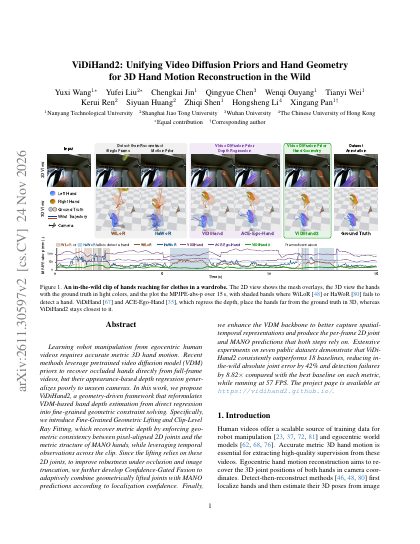 ViDiHand2: Unifying Video Diffusion Priors and Hand Geometry
for 3D Hand Motion Reconstruction in the Wild
Yuxi Wang1* Yufei Liu2* Chengkai Jin1 Qingyue Chen3 Wenqi Ouyang1 Tianyi Wei1
Kerui Ren2 Siyuan Huang2 Zhiqi Shen1 Hongsheng Li4 Xingang Pan1†
1Nanyang Technological University 2Shanghai Jiao Tong University 3Wuhan University 4The Chinese University of Hong Kong
*Equal contribution †Corresponding author
arXiv:2611.30597v2 [cs.CV] 24 Nov 2026
Input
Video Diffusion Prior
Depth Regression
Video Diffusion Prior
Hand Geometry
Left Hand
Right Hand
Ground Truth
Wrist Trajectory
Camera
WiLoR HaWoR ViDiHand ACE-Ego-Hand ViDiHand2 Ground Truth
Time (s)
Figure 1. An in-the-wild clip of hands reaching for clothes in a wardrobe. The 2D view shows the mesh overlays, the 3D view the hands
with the ground truth in light colors, and the plot the MPJPE-abs-p over 15 s, with shaded bands where WiLoR [48] or HaWoR [80] fails to
detect a hand. ViDiHand [67] and ACE-Ego-Hand [35], which regress the depth, place the hands far from the ground truth in 3D, whereas
ViDiHand2 stays closest to it.
Abstract
Learning robot manipulation from egocentric human
videos requires accurate metric 3D hand motion. Recent
methods leverage pretrained video diffusion model (VDM)
priors to recover occluded hands directly from full-frame
videos, but their appearance-based depth regression generalizes
poorly to unseen cameras. In this work, we propose
ViDiHand2, a geometry-driven framework that reformulates
VDM-based hand depth estimation from direct regression
into fine-grained geometric constraint solving. Specifically,
we introduce Fine-Grained Geometric Lifting and Clip-Level
Ray Fitting, which recover metric depth by enforcing geometric
consistency between pixel-aligned 2D joints and the
metric structure of MANO hands, while leveraging temporal
observations across the clip. Since the lifting relies on these
2D joints, to improve robustness under occlusion and image
truncation, we further develop Confidence-Gated Fusion to
adaptively combine geometrically lifted joints with MANO
predictions according to localization confidence. Finally,
we enhance the VDM backbone to better capture spatial-
temporal representations and produce the per-frame 2D joint
and MANO predictions that both steps rely on. Extensive
experiments on seven public datasets demonstrate that ViDi-
Hand2 consistently outperforms 18 baselines, reducing in-
the-wild absolute joint error by 42% and detection failures
by 8.82× compared with the best baseline on each metric,
while running at 57 FPS. The project page is available at
https://vidihand2.github.io/.
1. Introduction
Human videos offer a scalable source of training data for
robot manipulation [23, 37, 72, 81] and egocentric world
models [62, 68, 76]. Accurate metric 3D hand motion is
essential for extracting high-quality supervision from these
videos. Egocentric hand motion reconstruction aims to re-
cover the 3D joint positions of both hands in camera coor-
dinates. Detect-then-reconstruct methods [46, 48, 80] first
localize hands and then estimate their 3D poses from image
1